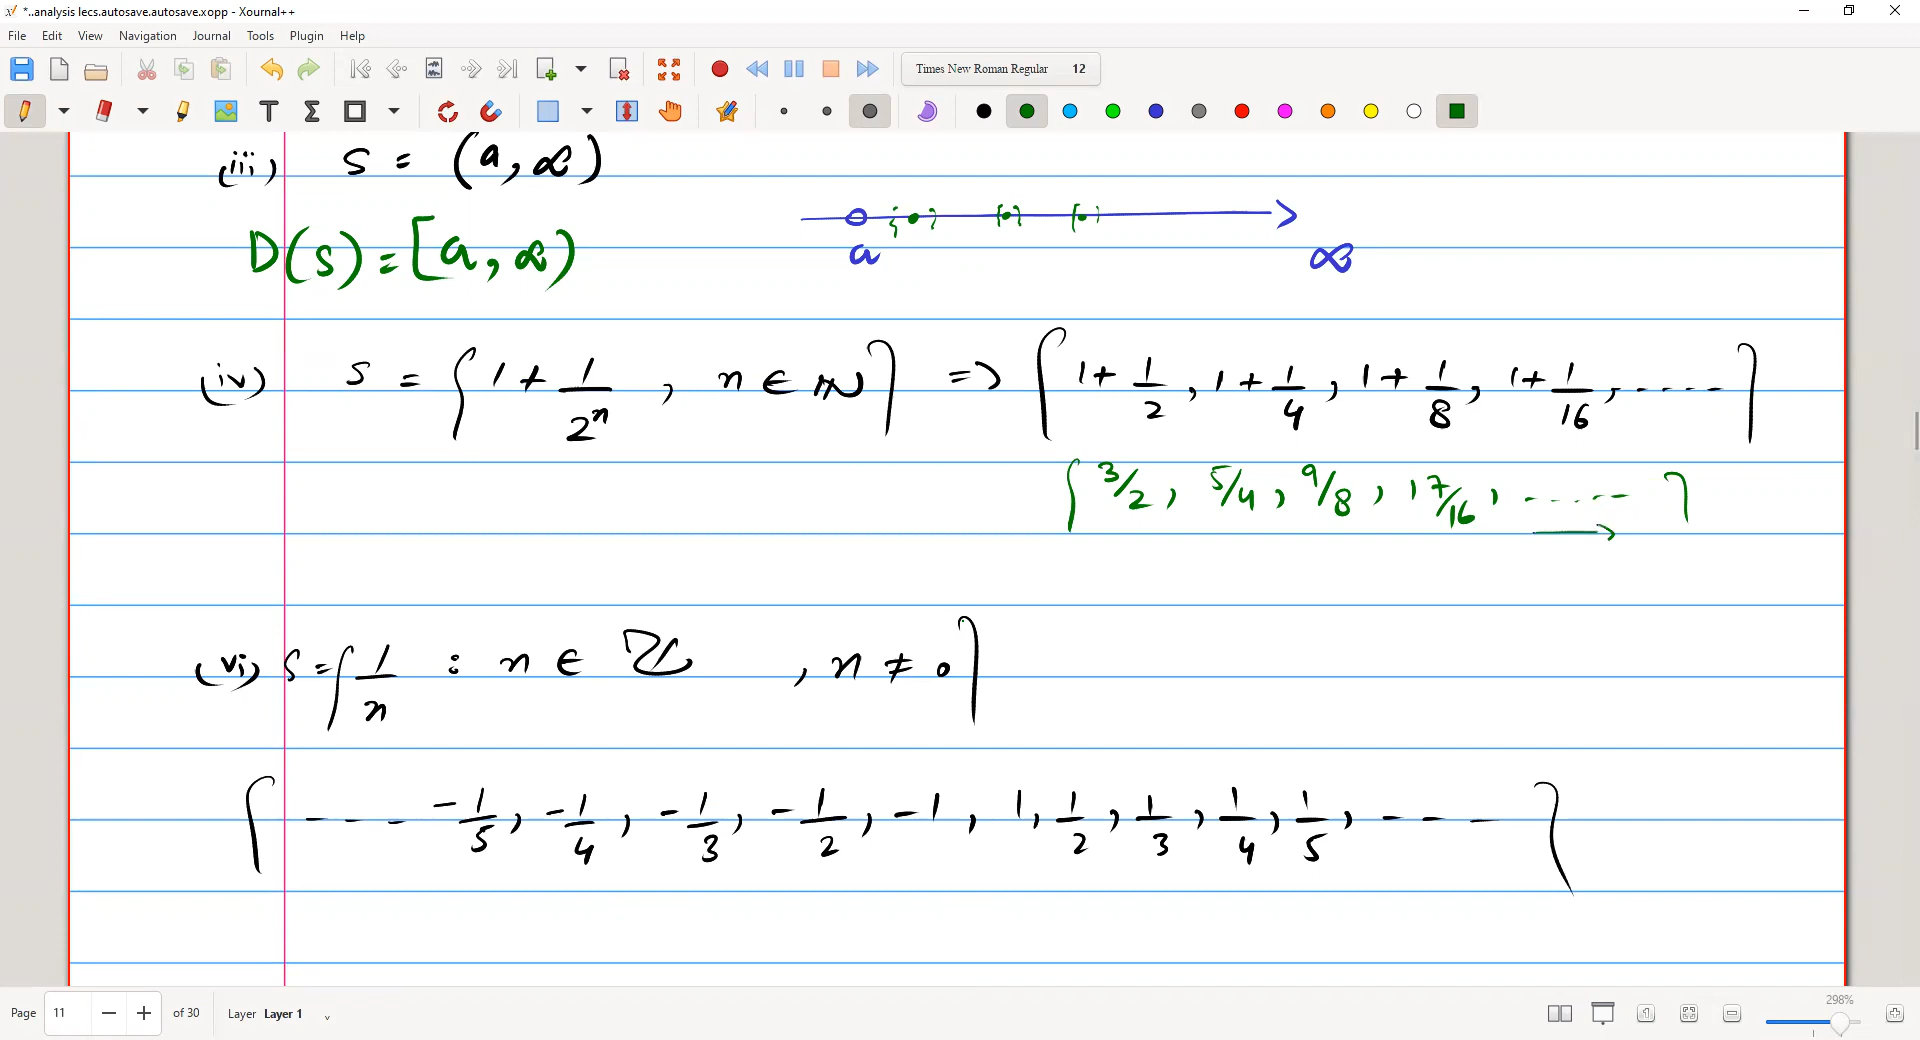 *..analysis lecs.autosave.autosave.xopp - Xournal++
File Edit View Navigation Journal Tools Plugin Help
Times New Roman Regular 12
(iii) S = (a, ∞)
a ∞
D(S) = [a, ∞)
(iv) S = { 1 + 1/2^n , n ∈ ℕ } => { 1 + 1/2 , 1 + 1/4 , 1 + 1/8 , 1 + 1/16 , ..... }
{ 3/2 , 5/4 , 9/8 , 17/16 , ...... }
(vi) S = { 1/n : n ∈ ℤ , n ≠ 0 }
{ --- -1/5 , -1/4 , -1/3 , -1/2 , -1 , 1 , 1/2 , 1/3 , 1/4 , 1/5 , --- }
Page 11 of 30 Layer Layer 1 298%